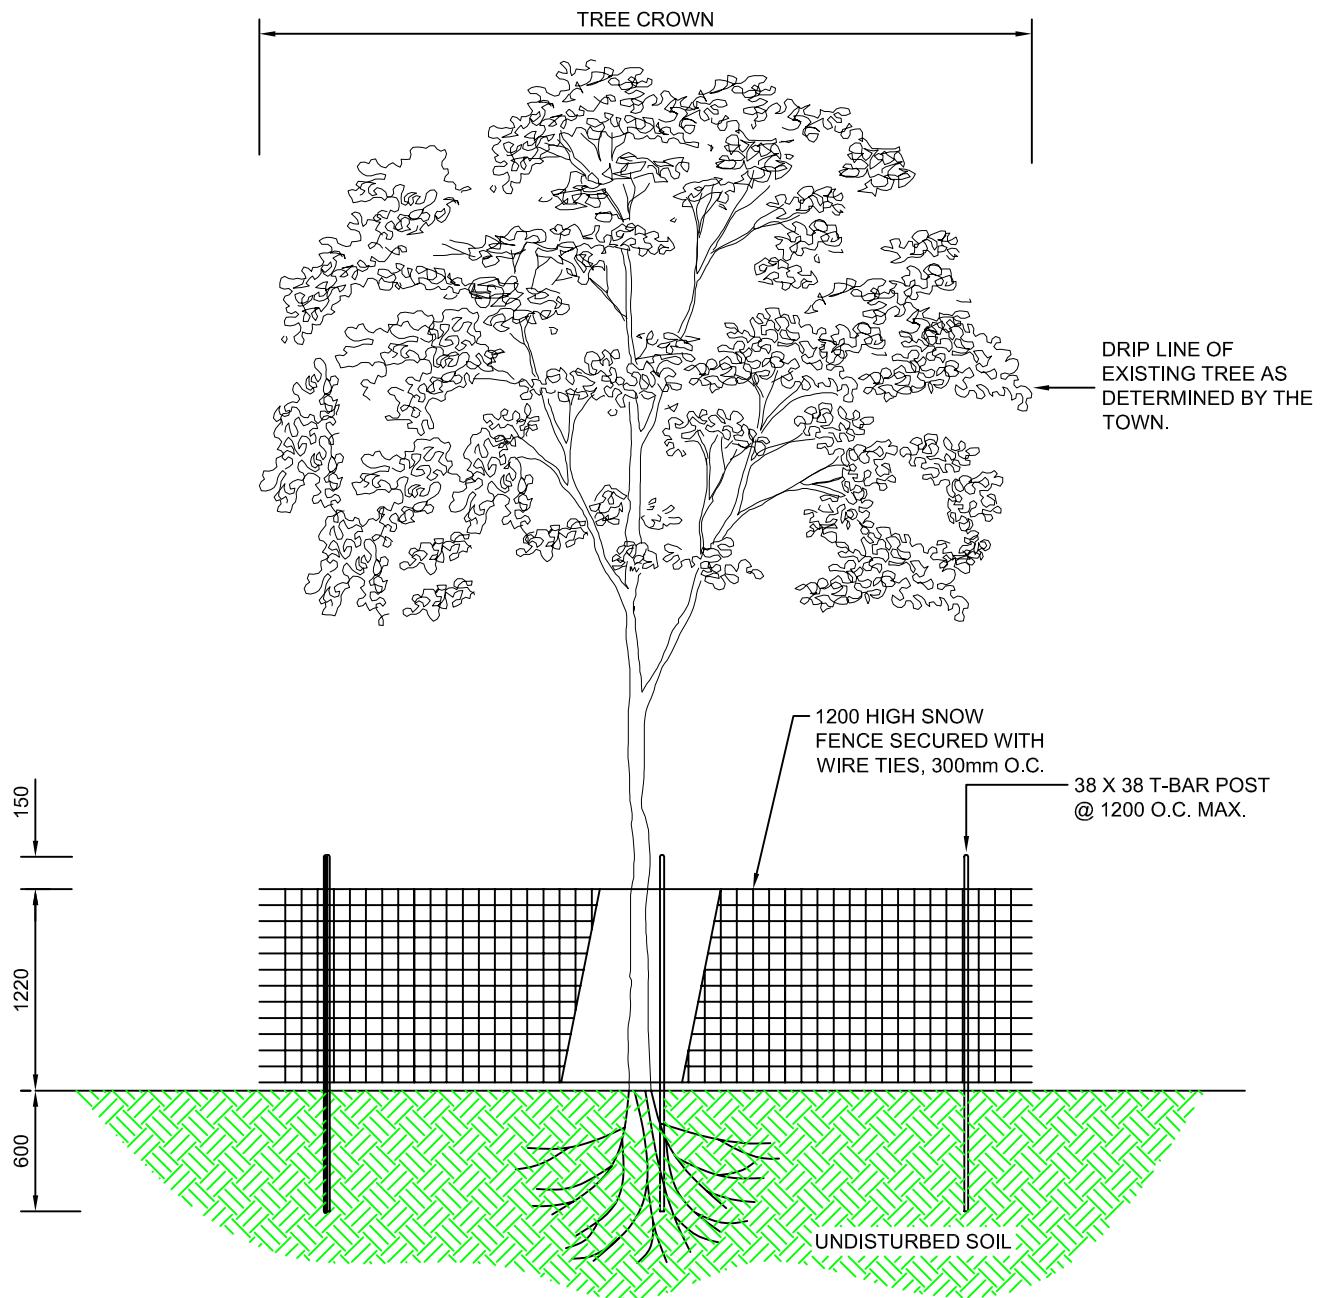 TREE CROWN
DRIP LINE OF
EXISTING TREE AS
DETERMINED BY THE
TOWN.
1200 HIGH SNOW
FENCE SECURED WITH
WIRE TIES, 300mm O.C.
38 X 38 T-BAR POST
@ 1200 O.C. MAX.
150
1220
600
UNDISTURBED SOIL